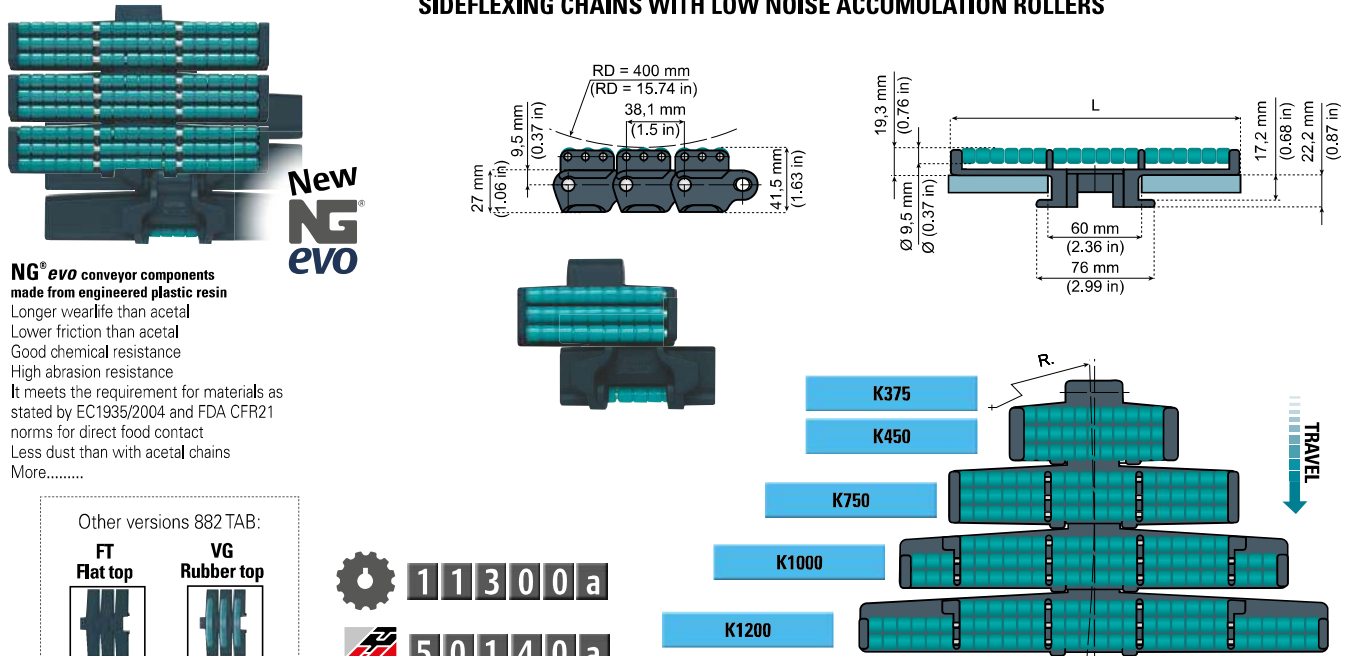 SIDEFLEXING CHAINS WITH LOW NOISE ACCUMULATION ROLLERS
New
NG®
evo
NG® evo conveyor components
made from engineered plastic resin
Longer wearlife than acetal
Lower friction than acetal
Good chemical resistance
High abrasion resistance
It meets the requirement for materials as
stated by EC1935/2004 and FDA CFR21
norms for direct food contact
Less dust than with acetal chains
More.........
Other versions 882 TAB:
FT
Flat top
VG
Rubber top
RD = 400 mm
(RD = 15.74 in)
38,1 mm
(1.5 in)
9,5 mm
(0.37 in)
27 mm
(1.06 in)
41,5 mm
(1.63 in)
19,3 mm
(0.76 in)
L
17,2 mm
(0.68 in)
22,2 mm
(0.87 in)
Ø 9,5 mm
Ø (0.37 in)
60 mm
(2.36 in)
76 mm
(2.99 in)
R.
K375
K450
K750
K1000
K1200
TRAVEL
11300a
50140a